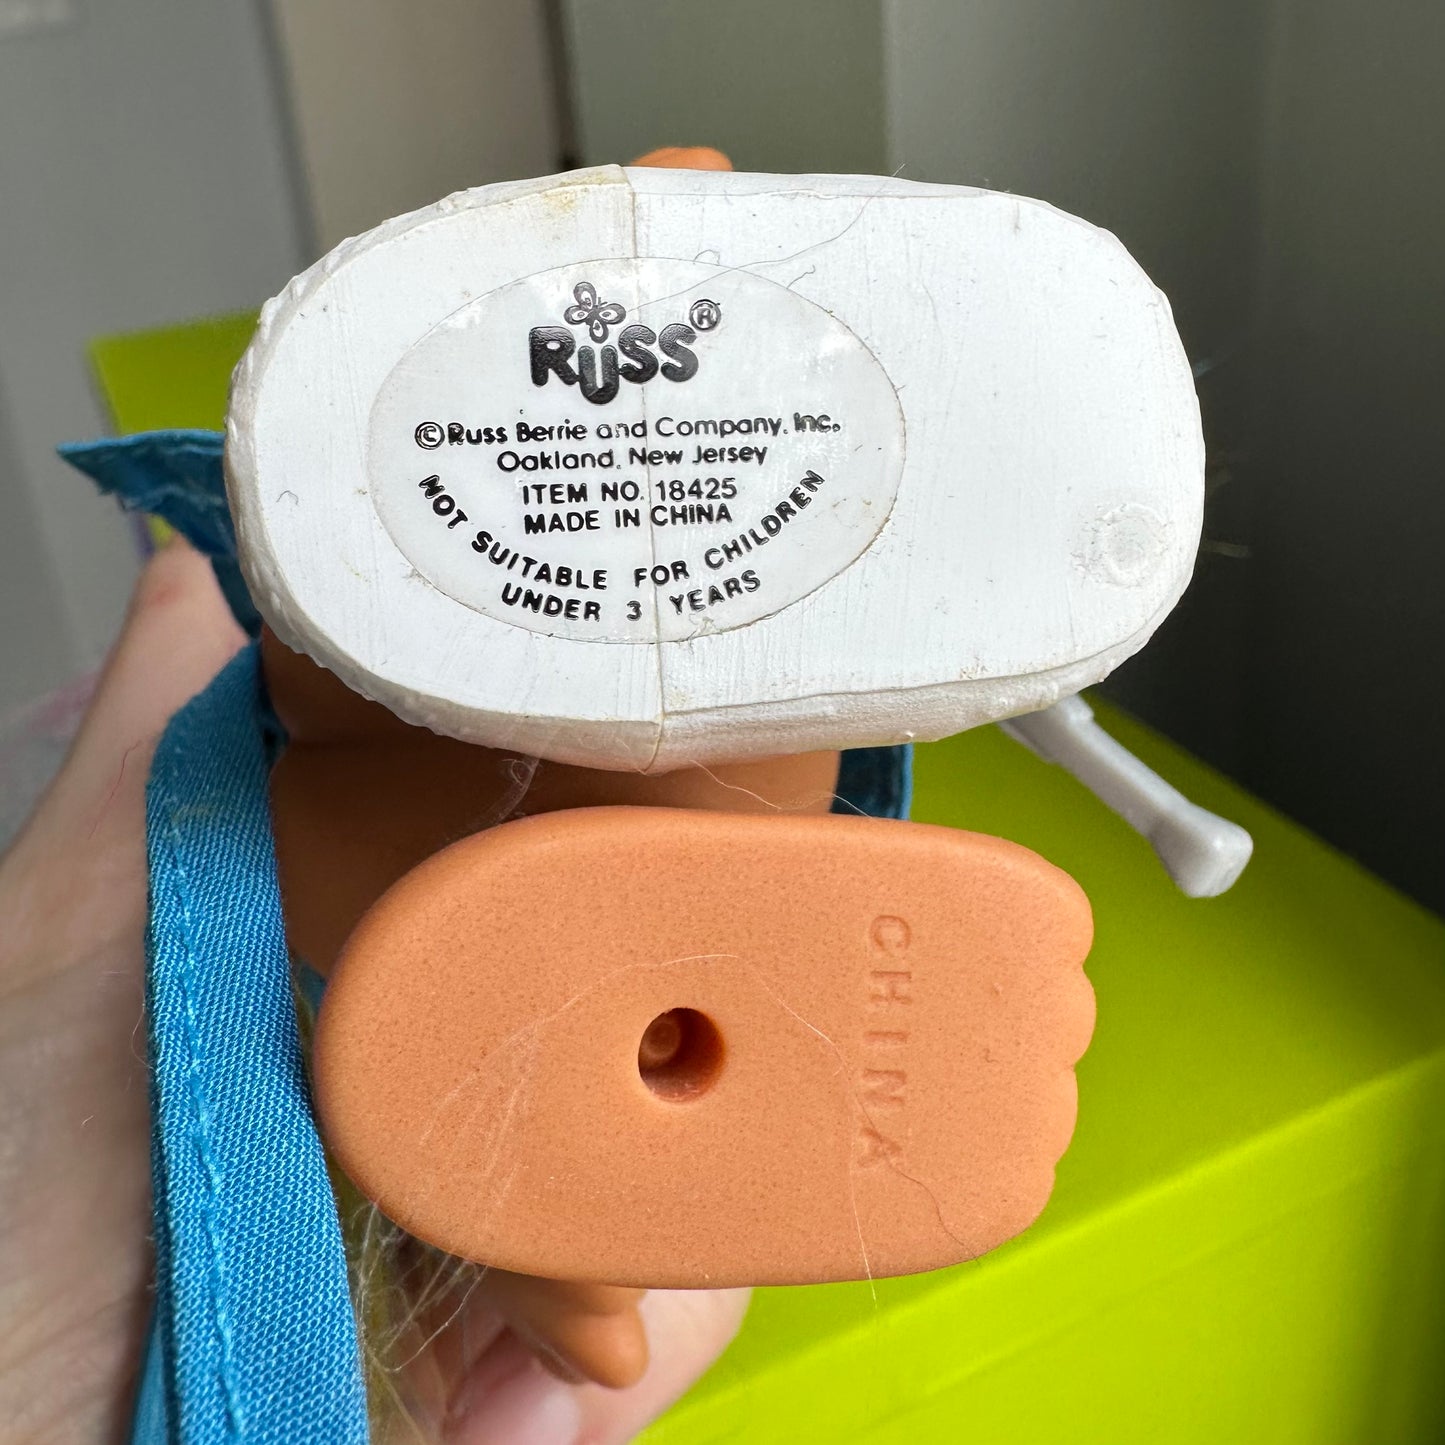 RUSS®
©Russ Berrie and Company, Inc.
Oakland, New Jersey
ITEM NO. 18425
MADE IN CHINA
NOT SUITABLE FOR CHILDREN
UNDER 3 YEARS
CHINA